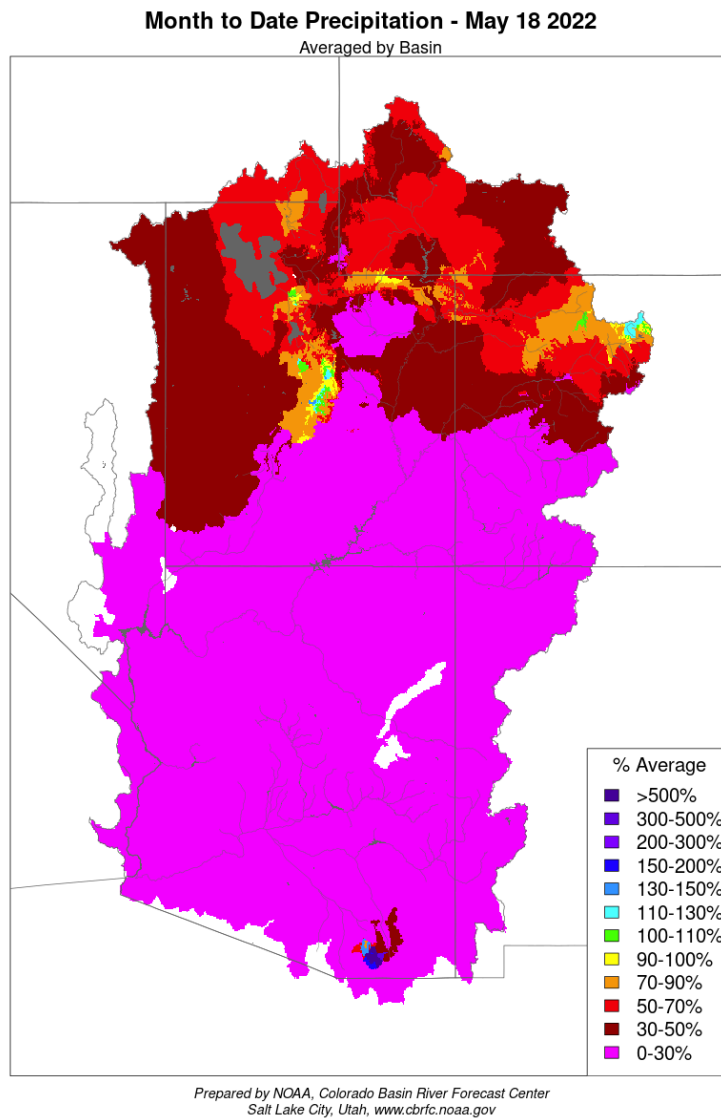 Month to Date Precipitation - May 18 2022
Averaged by Basin
% Average
>500%
300-500%
200-300%
150-200%
130-150%
110-130%
100-110%
90-100%
70-90%
50-70%
30-50%
0-30%
Prepared by NOAA, Colorado Basin River Forecast Center
Salt Lake City, Utah, www.cbrfc.noaa.gov